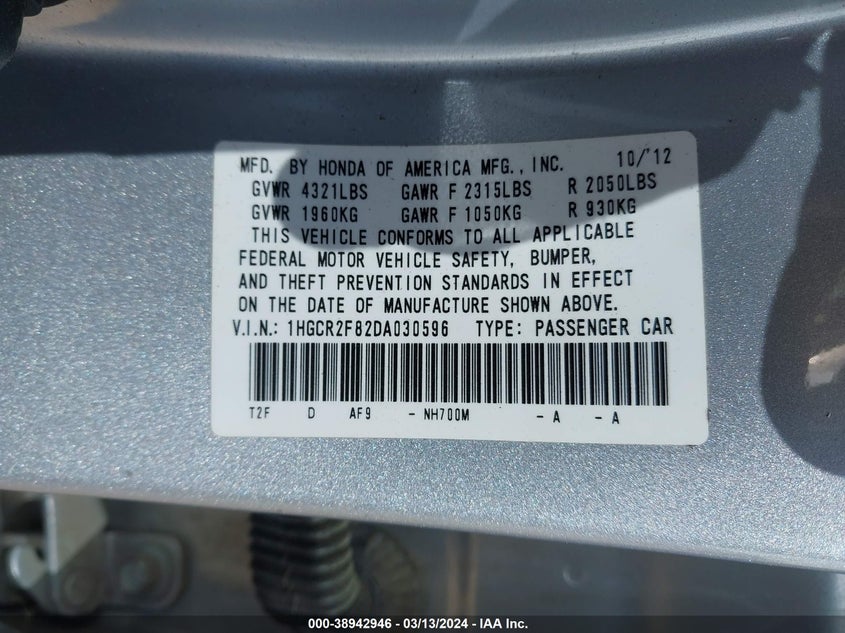 MFD. BY HONDA OF AMERICA MFG., INC. 10/'12
GVWR 4321LBS GAWR F 2315LBS R 2050LBS
GVWR 1960KG GAWR F 1050KG R 930KG
THIS VEHICLE CONFORMS TO ALL APPLICABLE
FEDERAL MOTOR VEHICLE SAFETY, BUMPER,
AND THEFT PREVENTION STANDARDS IN EFFECT
ON THE DATE OF MANUFACTURE SHOWN ABOVE.
V.I.N.: 1HGCR2F82DA030596 TYPE: PASSENGER CAR
T2F D AF9 - NH700M - A - A
000-38942946 / 03/13/2024 - IAA Inc.